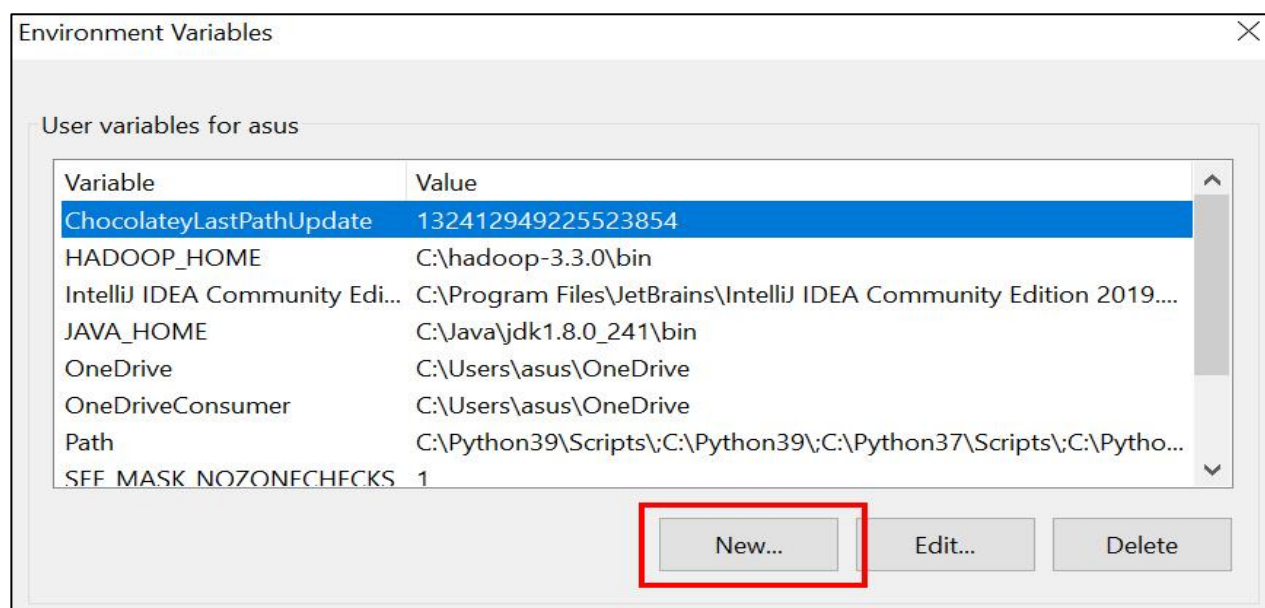 Environment Variables
User variables for asus
Variable Value
ChocolateyLastPathUpdate 132412949225523854
HADOOP_HOME C:\hadoop-3.3.0\bin
IntelliJ IDEA Community Edi... C:\Program Files\JetBrains\IntelliJ IDEA Community Edition 2019....
JAVA_HOME C:\Java\jdk1.8.0_241\bin
OneDrive C:\Users\asus\OneDrive
OneDriveConsumer C:\Users\asus\OneDrive
Path C:\Python39\Scripts\;C:\Python39\;C:\Python37\Scripts\;C:\Pytho...
SEE_MASK_NOZONECHECKS 1
New... Edit... Delete